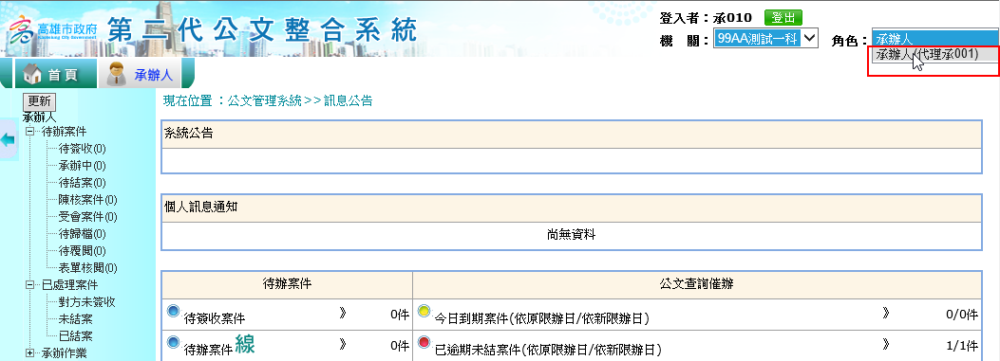 高雄市政府 第二代公文整合系統
登入者：承010 登出
機 關：99AA測試一科 角色：承辦人
承辦人(代理承001)
首頁 承辦人
更新
承辦人
現在位置 ：公文管理系統>>訊息公告
待辦案件
待簽收(0)
承辦中(0)
待結案(0)
陳核案件(0)
受會案件(0)
待歸檔(0)
待覆閱(0)
表單核閱(0)
已處理案件
對方未簽收
未結案
已結案
承辦作業
系統公告
個人訊息通知
尚無資料
待辦案件 公文查詢催辦
待簽收案件 》 0件 今日到期案件(依原限辦日/依新限辦日) 》 0/0件
待辦案件線 》 0件 已逾期未結案件(依原限辦日/依新限辦日) 》 1/1件